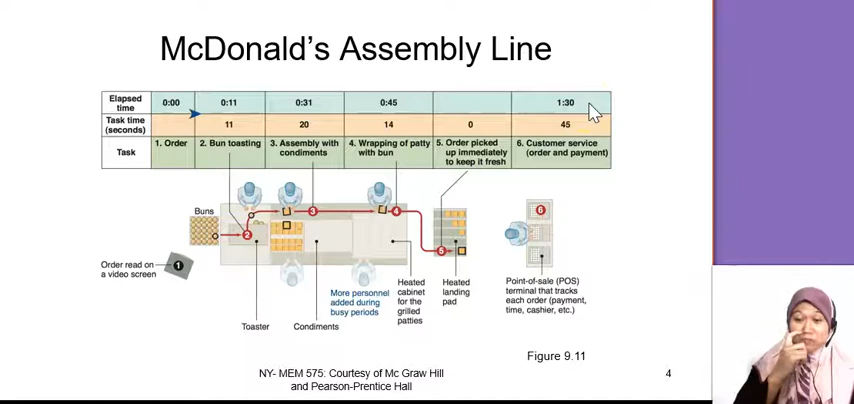 McDonald's Assembly Line
Elapsed time 0:00 0:11 0:31 0:45 1:30
Task time (seconds) 11 20 14 0 45
Task 1. Order 2. Bun toasting 3. Assembly with condiments 4. Wrapping of patty with bun 5. Order picked up immediately to keep it fresh 6. Customer service (order and payment)
Buns
2
3
4
5
6
1
Order read on
a video screen
Toaster
Condiments
More personnel
added during
busy periods
Heated
cabinet
for the
grilled
patties
Heated
landing
pad
Point-of-sale (POS)
terminal that tracks
each order (payment,
time, cashier, etc.)
Figure 9.11
NY- MEM 575: Courtesy of Mc Graw Hill
and Pearson-Prentice Hall
4